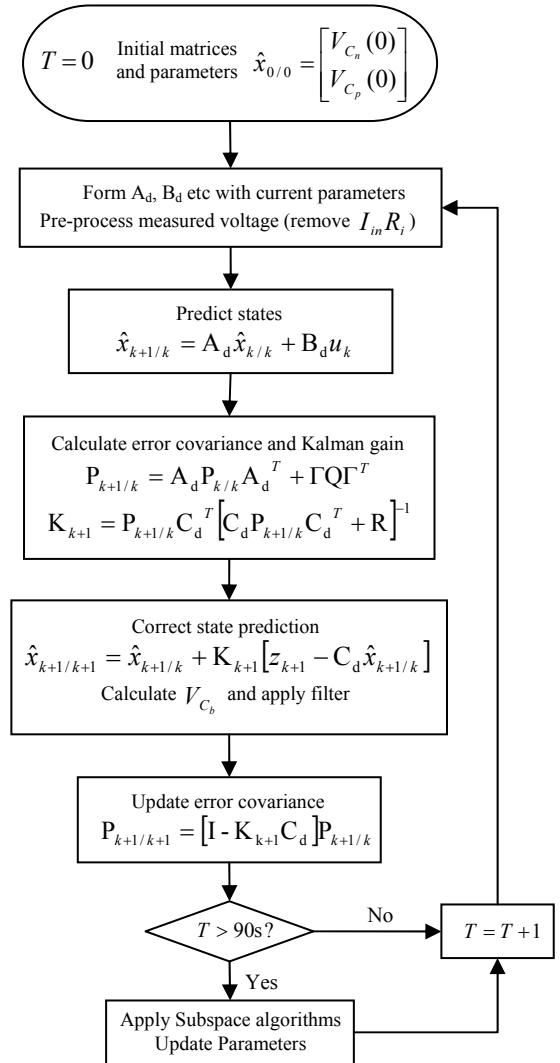 T = 0 Initial matrices and parameters x̂_{0/0} = [V_{C_n}(0) V_{C_p}(0)]
Form A_d, B_d etc with current parameters
Pre-process measured voltage (remove I_{in}R_i)
Predict states
x̂_{k+1/k} = A_d x̂_{k/k} + B_d u_k
Calculate error covariance and Kalman gain
P_{k+1/k} = A_d P_{k/k} A_d^T + ΓQΓ^T
K_{k+1} = P_{k+1/k} C_d^T [C_d P_{k+1/k} C_d^T + R]^{-1}
Correct state prediction
x̂_{k+1/k+1} = x̂_{k+1/k} + K_{k+1}[z_{k+1} − C_d x̂_{k+1/k}]
Calculate V_{C_b} and apply filter
Update error covariance
P_{k+1/k+1} = [I - K_{k+1}C_d]P_{k+1/k}
T > 90s?
No
T = T + 1
Yes
Apply Subspace algorithms
Update Parameters